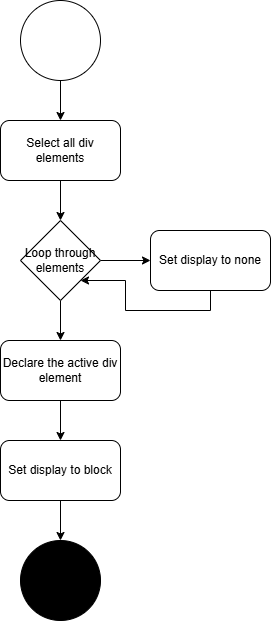 Select all div
elements
Loop through
elements
Set display to none
Declare the active div
element
Set display to block